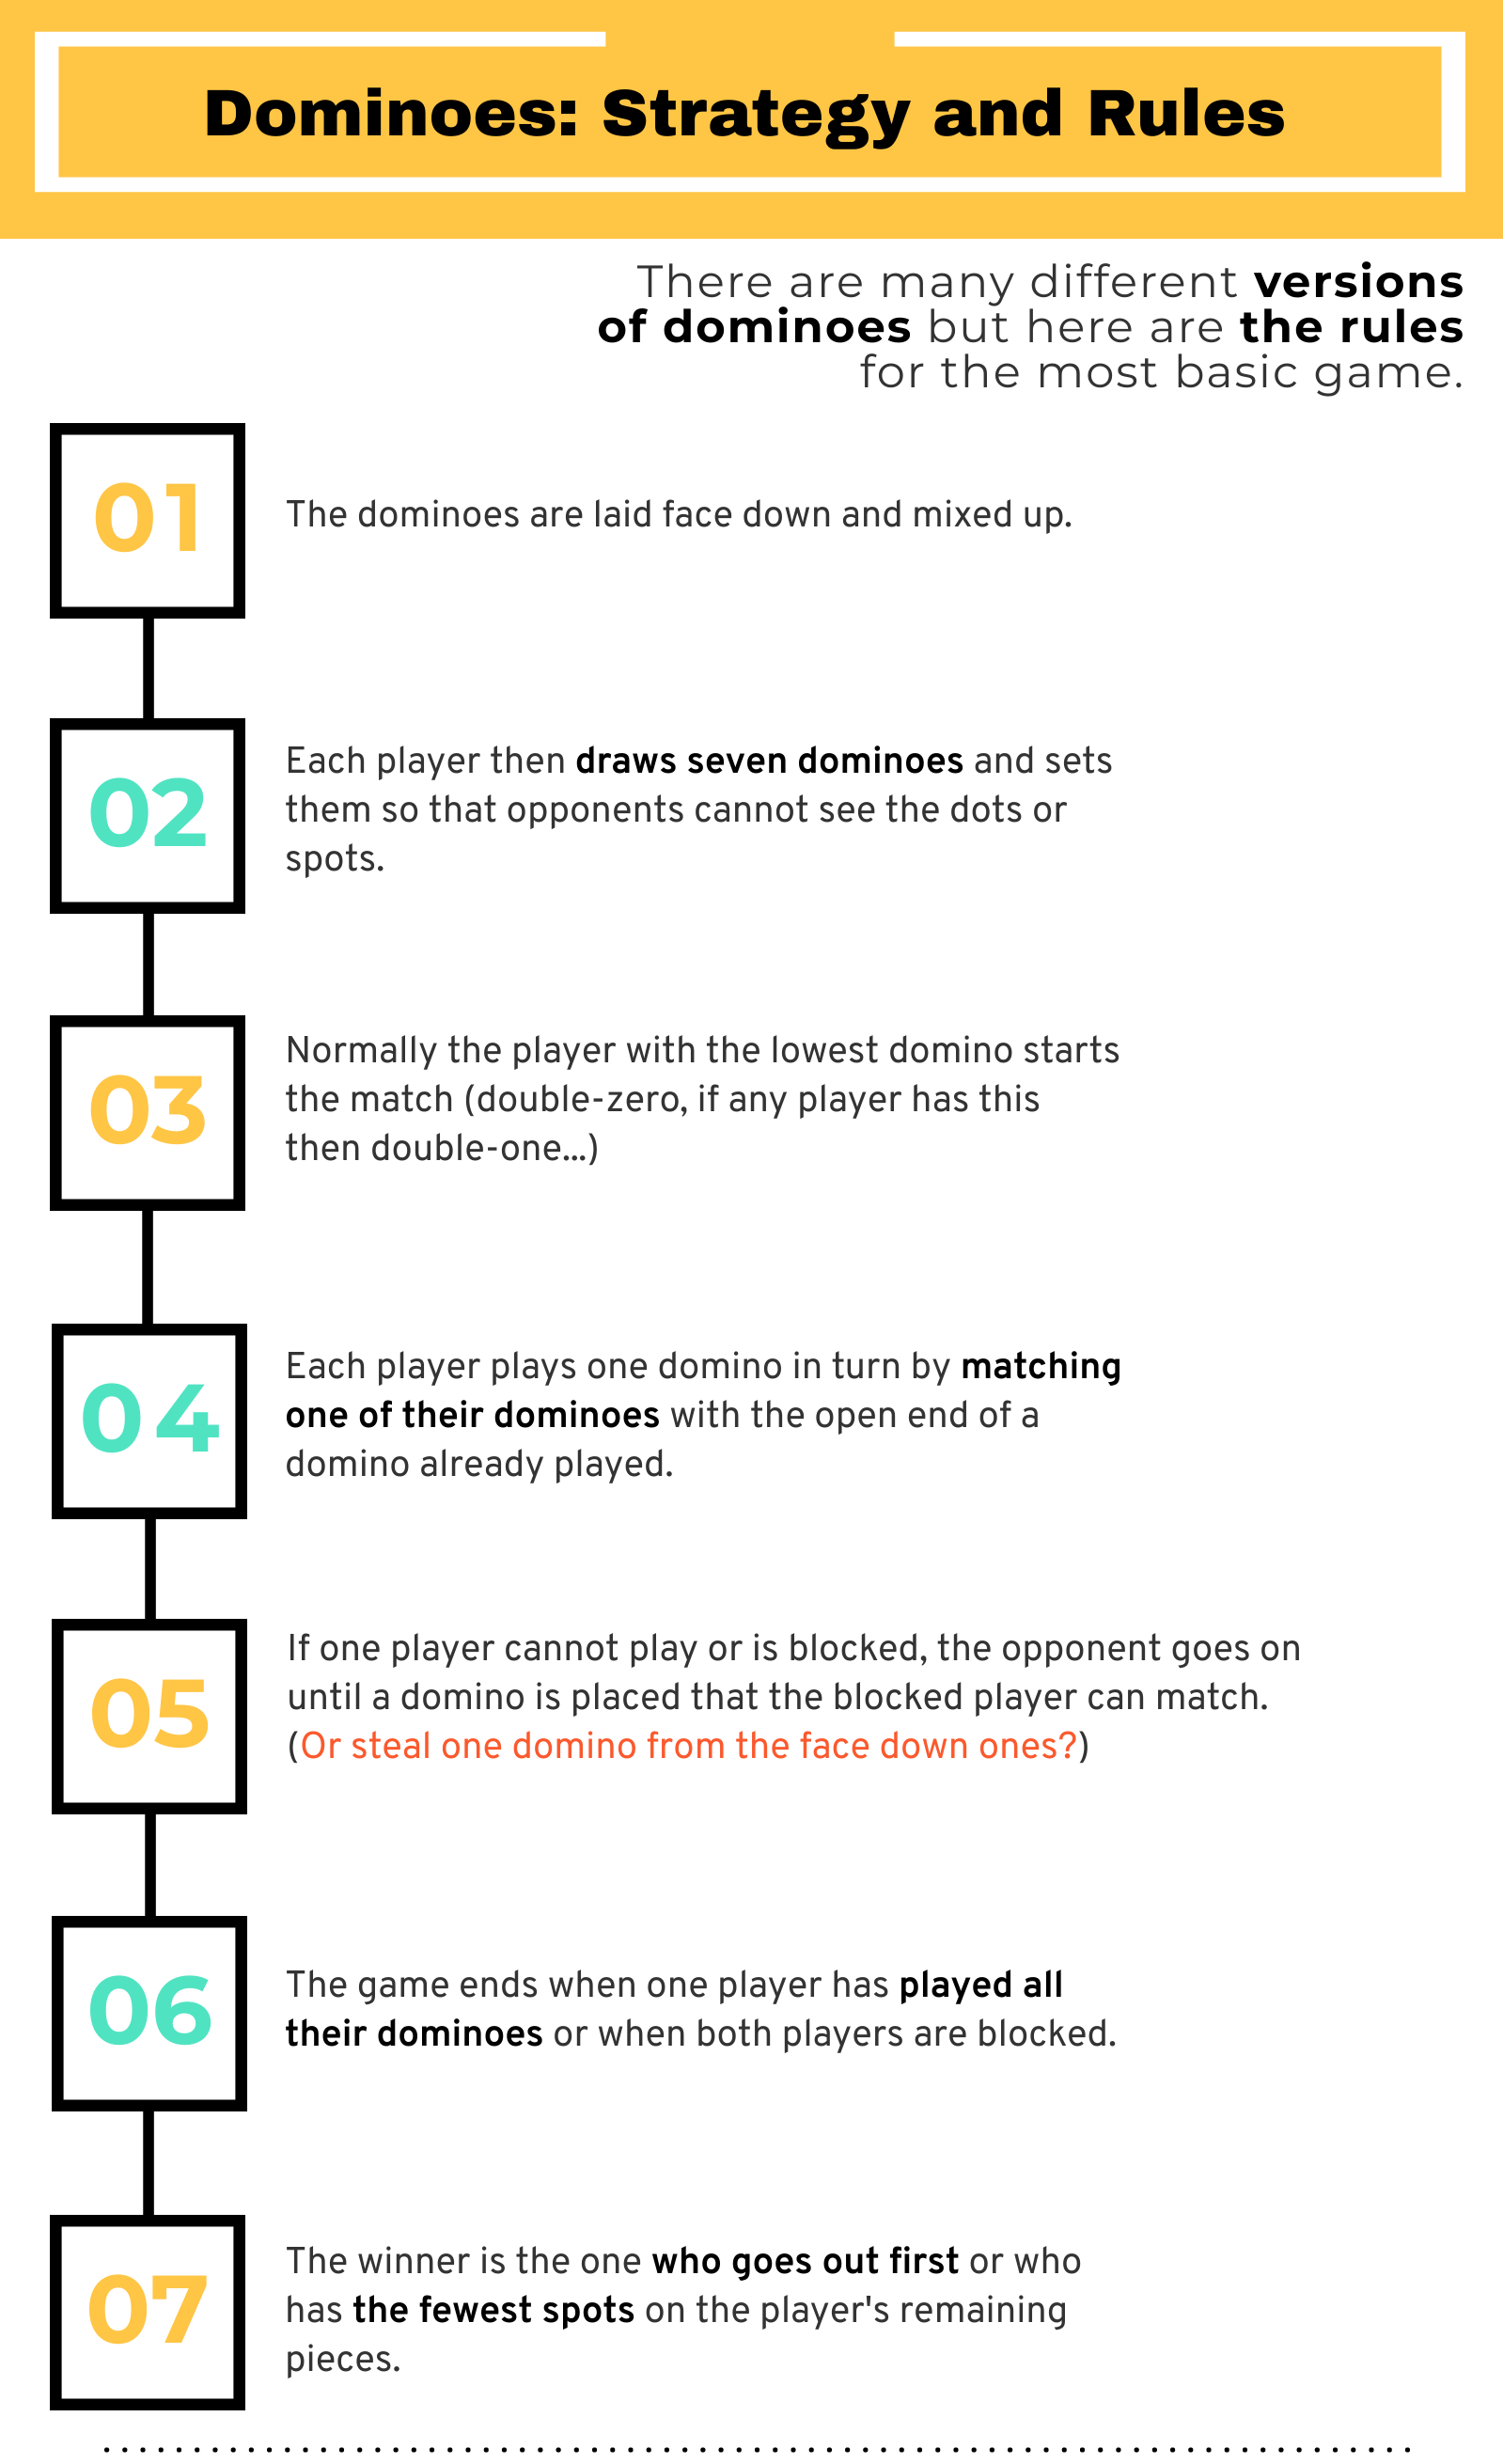 Dominoes: Strategy and Rules
There are many different versions
of dominoes but here are the rules
for the most basic game.
01
The dominoes are laid face down and mixed up.
02
Each player then draws seven dominoes and sets
them so that opponents cannot see the dots or
spots.
03
Normally the player with the lowest domino starts
the match (double-zero, if any player has this
then double-one...)
04
Each player plays one domino in turn by matching
one of their dominoes with the open end of a
domino already played.
05
If one player cannot play or is blocked, the opponent goes on
until a domino is placed that the blocked player can match.
(Or steal one domino from the face down ones?)
06
The game ends when one player has played all
their dominoes or when both players are blocked.
07
The winner is the one who goes out first or who
has the fewest spots on the player's remaining
pieces.